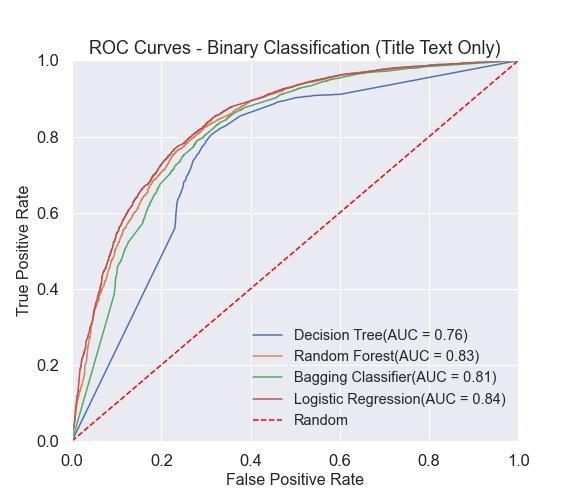 ROC Curves - Binary Classification (Title Text Only)
1.0
0.8
0.6
0.4
0.2
0.0
True Positive Rate
Decision Tree(AUC = 0.76)
Random Forest(AUC = 0.83)
Bagging Classifier(AUC = 0.81)
Logistic Regression(AUC = 0.84)
Random
0.0 0.2 0.4 0.6 0.8 1.0
False Positive Rate